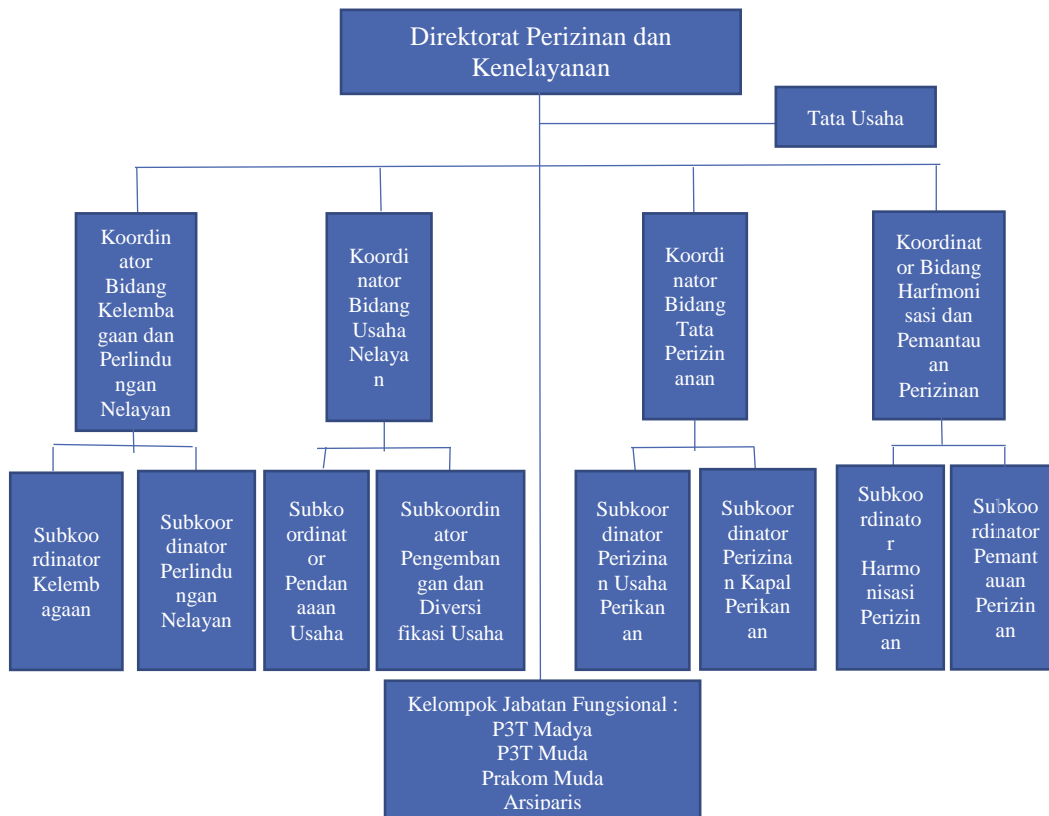 Direktorat Perizinan dan
Kenelayanan
Tata Usaha
Koordin
ator
Bidang
Kelemba
gaan dan
Perlindu
ngan
Nelayan
Koordi
nator
Bidang
Usaha
Nelaya
n
Koordi
nator
Bidang
Tata
Perizin
anan
Koordinat
or Bidang
Harfmoni
sasi dan
Pemantau
an
Perizinan
Subkoo
rdinator
Kelemb
agaan
Subkoor
dinator
Perlindu
ngan
Nelayan
Subko
ordinat
or
Pendan
aaan
Usaha
Subkoordin
ator
Pengemban
gan dan
Diversi
fikasi Usaha
Subkoor
dinator
Perizina
n Usaha
Perikan
an
Subkoor
dinator
Perizina
n Kapal
Perikan
an
Subkoo
rdinato
r
Harmo
nisasi
Perizin
an
Subkoo
rdinator
Pemant
auan
Perizin
an
Kelompok Jabatan Fungsional :
P3T Madya
P3T Muda
Prakom Muda
Arsiparis